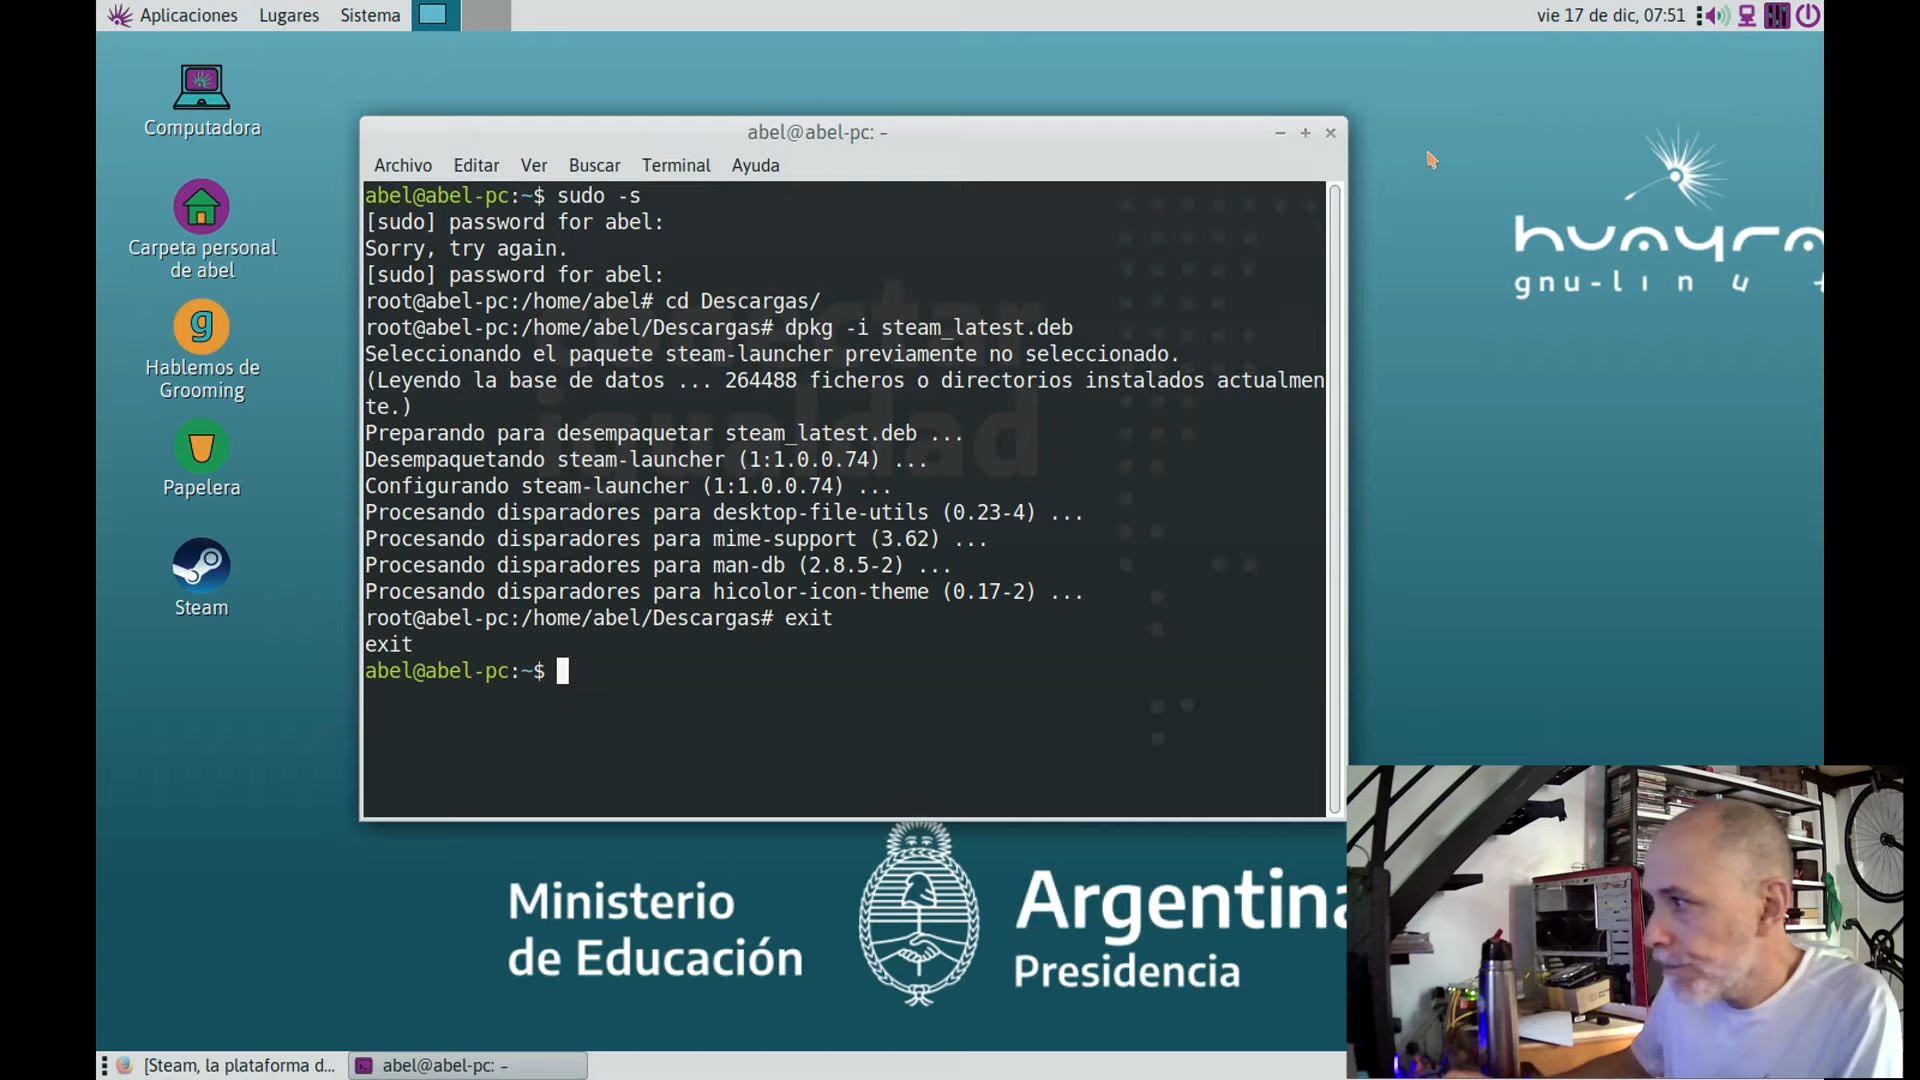 Aplicaciones Lugares Sistema
vie 17 de dic, 07:51
Computadora
Carpeta personal
de abel
g
Hablemos de
Grooming
Papelera
Steam
abel@abel-pc: ~
Archivo Editar Ver Buscar Terminal Ayuda
abel@abel-pc:~$ sudo -s
[sudo] password for abel:
Sorry, try again.
[sudo] password for abel:
root@abel-pc:/home/abel# cd Descargas/
root@abel-pc:/home/abel/Descargas# dpkg -i steam_latest.deb
Seleccionando el paquete steam-launcher previamente no seleccionado.
(Leyendo la base de datos ... 264488 ficheros o directorios instalados actualmen
te.)
Preparando para desempaquetar steam_latest.deb ...
Desempaquetando steam-launcher (1:1.0.0.74) ...
Configurando steam-launcher (1:1.0.0.74) ...
Procesando disparadores para desktop-file-utils (0.23-4) ...
Procesando disparadores para mime-support (3.62) ...
Procesando disparadores para man-db (2.8.5-2) ...
Procesando disparadores para hicolor-icon-theme (0.17-2) ...
root@abel-pc:/home/abel/Descargas# exit
exit
abel@abel-pc:~$
conectar
igualdad
huayra
gnu-linu
Ministerio
de Educación
Argentina
Presidencia
[Steam, la plataforma d...
abel@abel-pc: ~